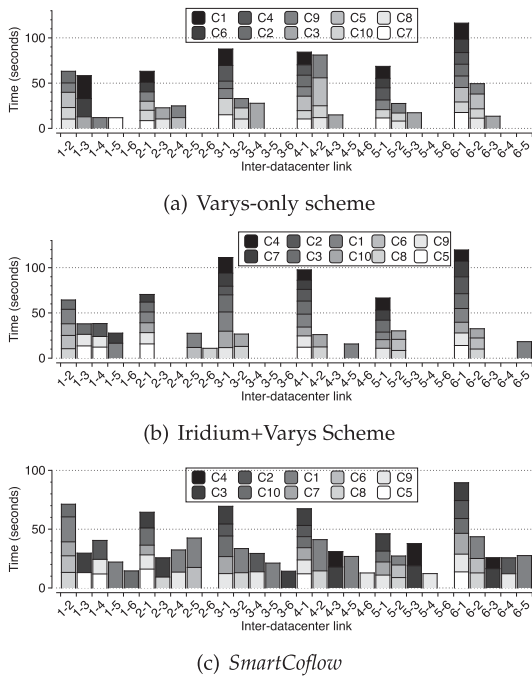 C1 C4 C9 C5 C8
C6 C2 C3 C10 C7
Time (seconds)
100
50
0
1-2 1-3 1-4 1-5 1-6 2-1 2-3 2-4 2-5 2-6 3-1 3-2 3-4 3-5 3-6 4-1 4-2 4-3 4-5 4-6 5-1 5-2 5-3 5-4 5-6 6-1 6-2 6-3 6-4 6-5
Inter-datacenter link
(a) Varys-only scheme
C4 C2 C1 C6 C9
C7 C3 C10 C8 C5
Time (seconds)
100
50
0
1-2 1-3 1-4 1-5 1-6 2-1 2-3 2-4 2-5 2-6 3-1 3-2 3-4 3-5 3-6 4-1 4-2 4-3 4-5 4-6 5-1 5-2 5-3 5-4 5-6 6-1 6-2 6-3 6-4 6-5
Inter-datacenter link
(b) Iridium+Varys Scheme
C4 C2 C1 C6 C9
C3 C10 C7 C8 C5
Time (seconds)
100
50
0
1-2 1-3 1-4 1-5 1-6 2-1 2-3 2-4 2-5 2-6 3-1 3-2 3-4 3-5 3-6 4-1 4-2 4-3 4-5 4-6 5-1 5-2 5-3 5-4 5-6 6-1 6-2 6-3 6-4 6-5
Inter-datacenter link
(c) SmartCoflow